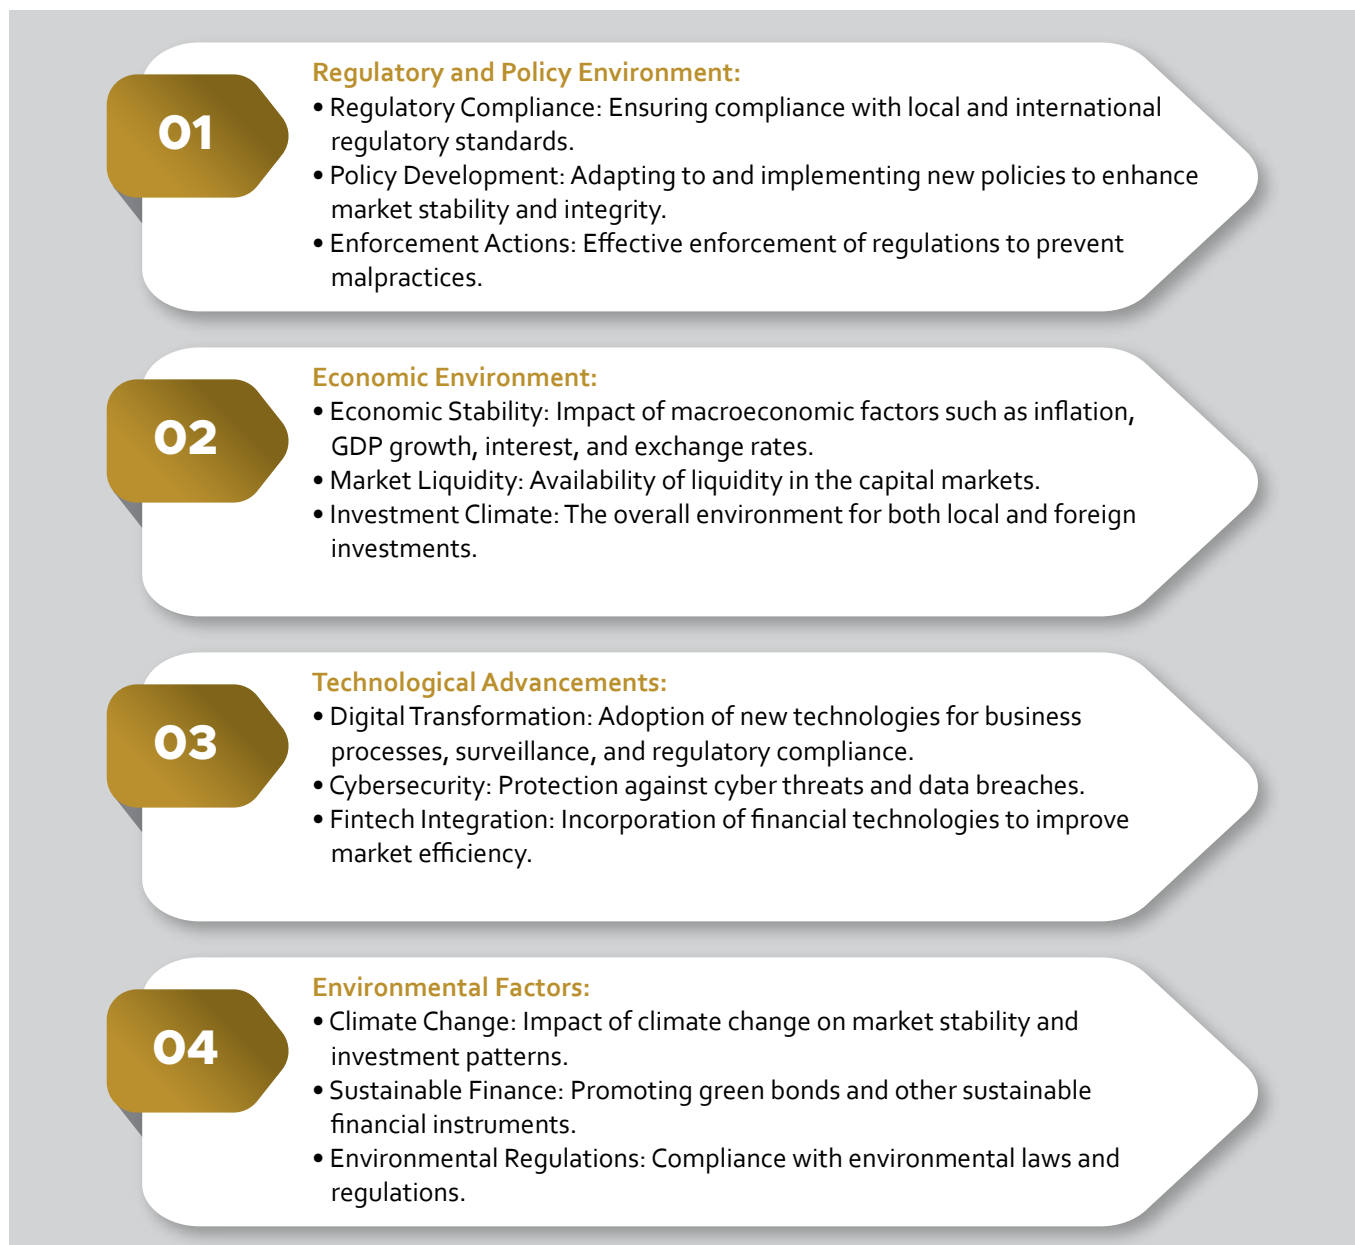 01
Regulatory and Policy Environment:
• Regulatory Compliance: Ensuring compliance with local and international
regulatory standards.
• Policy Development: Adapting to and implementing new policies to enhance
market stability and integrity.
• Enforcement Actions: Effective enforcement of regulations to prevent
malpractices.
02
Economic Environment:
• Economic Stability: Impact of macroeconomic factors such as inflation,
GDP growth, interest, and exchange rates.
• Market Liquidity: Availability of liquidity in the capital markets.
• Investment Climate: The overall environment for both local and foreign
investments.
03
Technological Advancements:
• Digital Transformation: Adoption of new technologies for business
processes, surveillance, and regulatory compliance.
• Cybersecurity: Protection against cyber threats and data breaches.
• Fintech Integration: Incorporation of financial technologies to improve
market efficiency.
04
Environmental Factors:
• Climate Change: Impact of climate change on market stability and
investment patterns.
• Sustainable Finance: Promoting green bonds and other sustainable
financial instruments.
• Environmental Regulations: Compliance with environmental laws and
regulations.